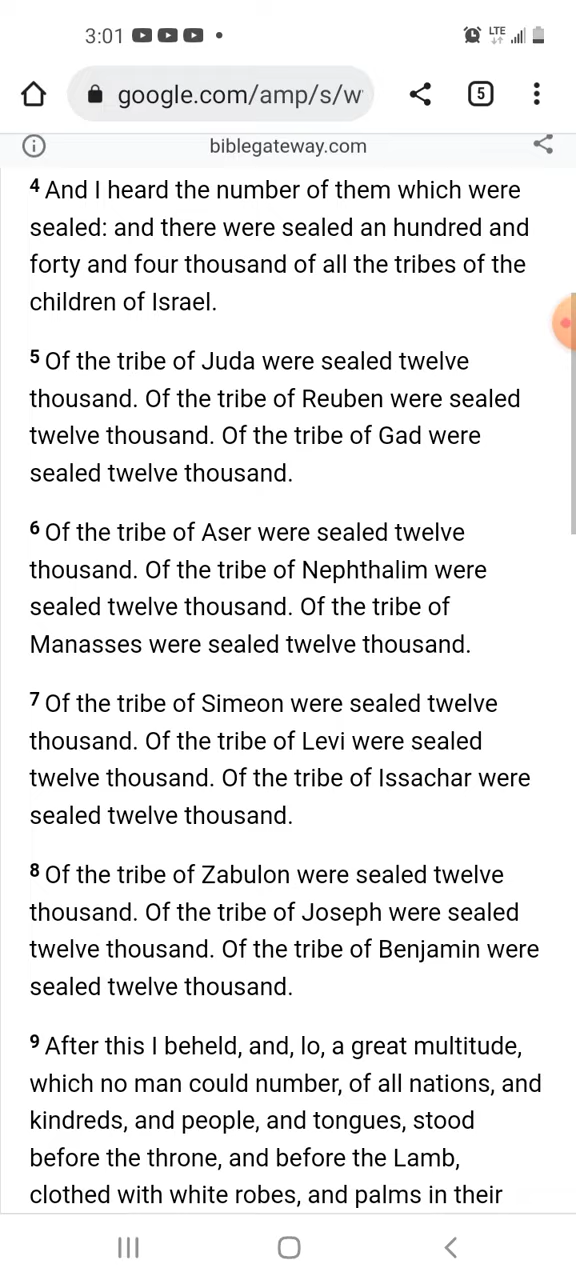 3:01
LTE
google.com/amp/s/w
5
biblegateway.com
4 And I heard the number of them which were
sealed: and there were sealed an hundred and
forty and four thousand of all the tribes of the
children of Israel.
5 Of the tribe of Juda were sealed twelve
thousand. Of the tribe of Reuben were sealed
twelve thousand. Of the tribe of Gad were
sealed twelve thousand.
6 Of the tribe of Aser were sealed twelve
thousand. Of the tribe of Nephthalim were
sealed twelve thousand. Of the tribe of
Manasses were sealed twelve thousand.
7 Of the tribe of Simeon were sealed twelve
thousand. Of the tribe of Levi were sealed
twelve thousand. Of the tribe of Issachar were
sealed twelve thousand.
8 Of the tribe of Zabulon were sealed twelve
thousand. Of the tribe of Joseph were sealed
twelve thousand. Of the tribe of Benjamin were
sealed twelve thousand.
9 After this I beheld, and, lo, a great multitude,
which no man could number, of all nations, and
kindreds, and people, and tongues, stood
before the throne, and before the Lamb,
clothed with white robes, and palms in their